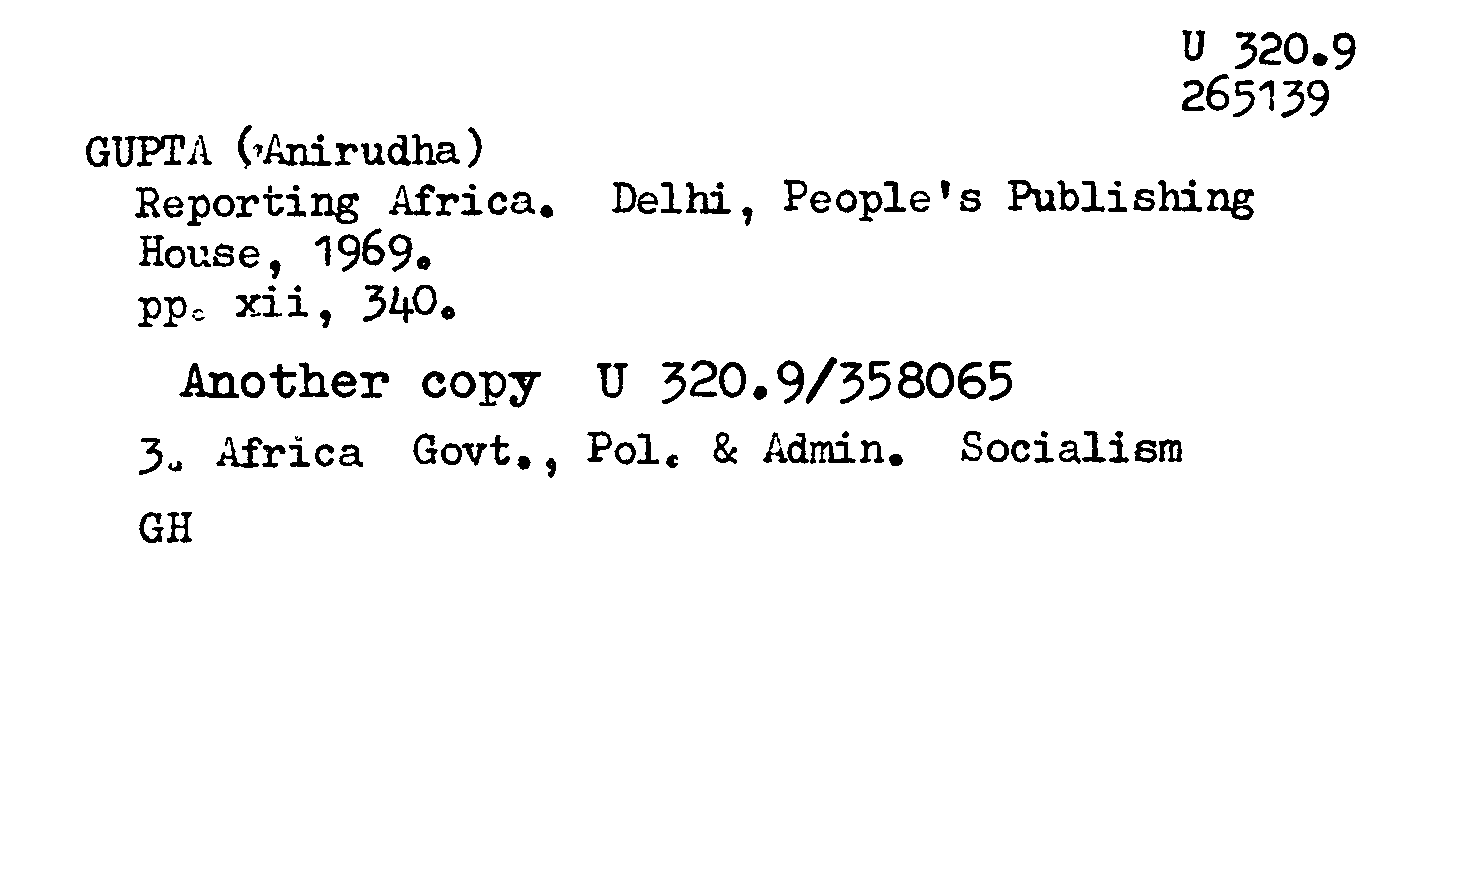 U 320.9
265139
GUPTA (Anirudha)
Reporting Africa. Delhi, People's Publishing
House, 1969.
pp. xii, 340.
Another copy U 320.9/358065
3. Africa Govt., Pol. & Admin. Socialism
GH